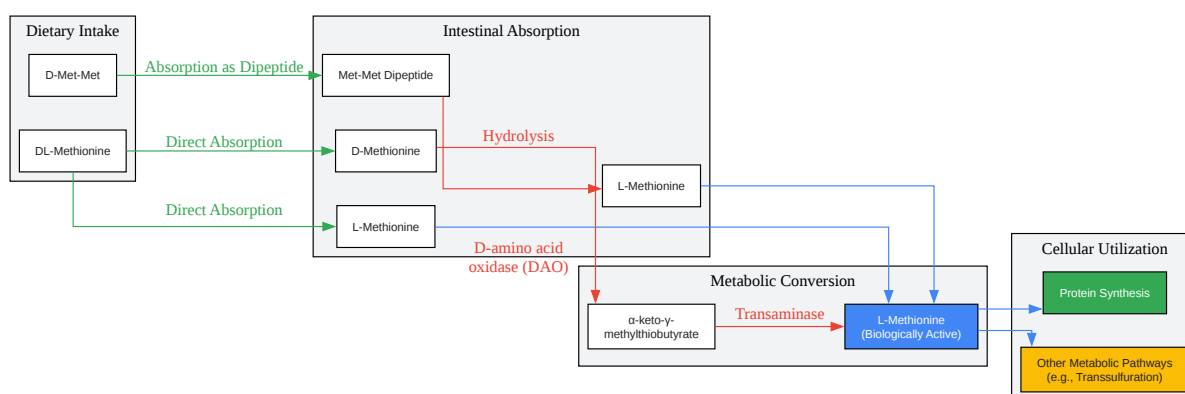 Dietary Intake
Intestinal Absorption
D-Met-Met
Absorption as Dipeptide
Met-Met Dipeptide
DL-Methionine
Direct Absorption
D-Methionine
Hydrolysis
L-Methionine
Direct Absorption
L-Methionine
D-amino acid
oxidase (DAO)
Metabolic Conversion
α-keto-γ-
methylthiobutyrate
Transaminase
L-Methionine
(Biologically Active)
Cellular Utilization
Protein Synthesis
Other Metabolic Pathways
(e.g., Transsulfuration)